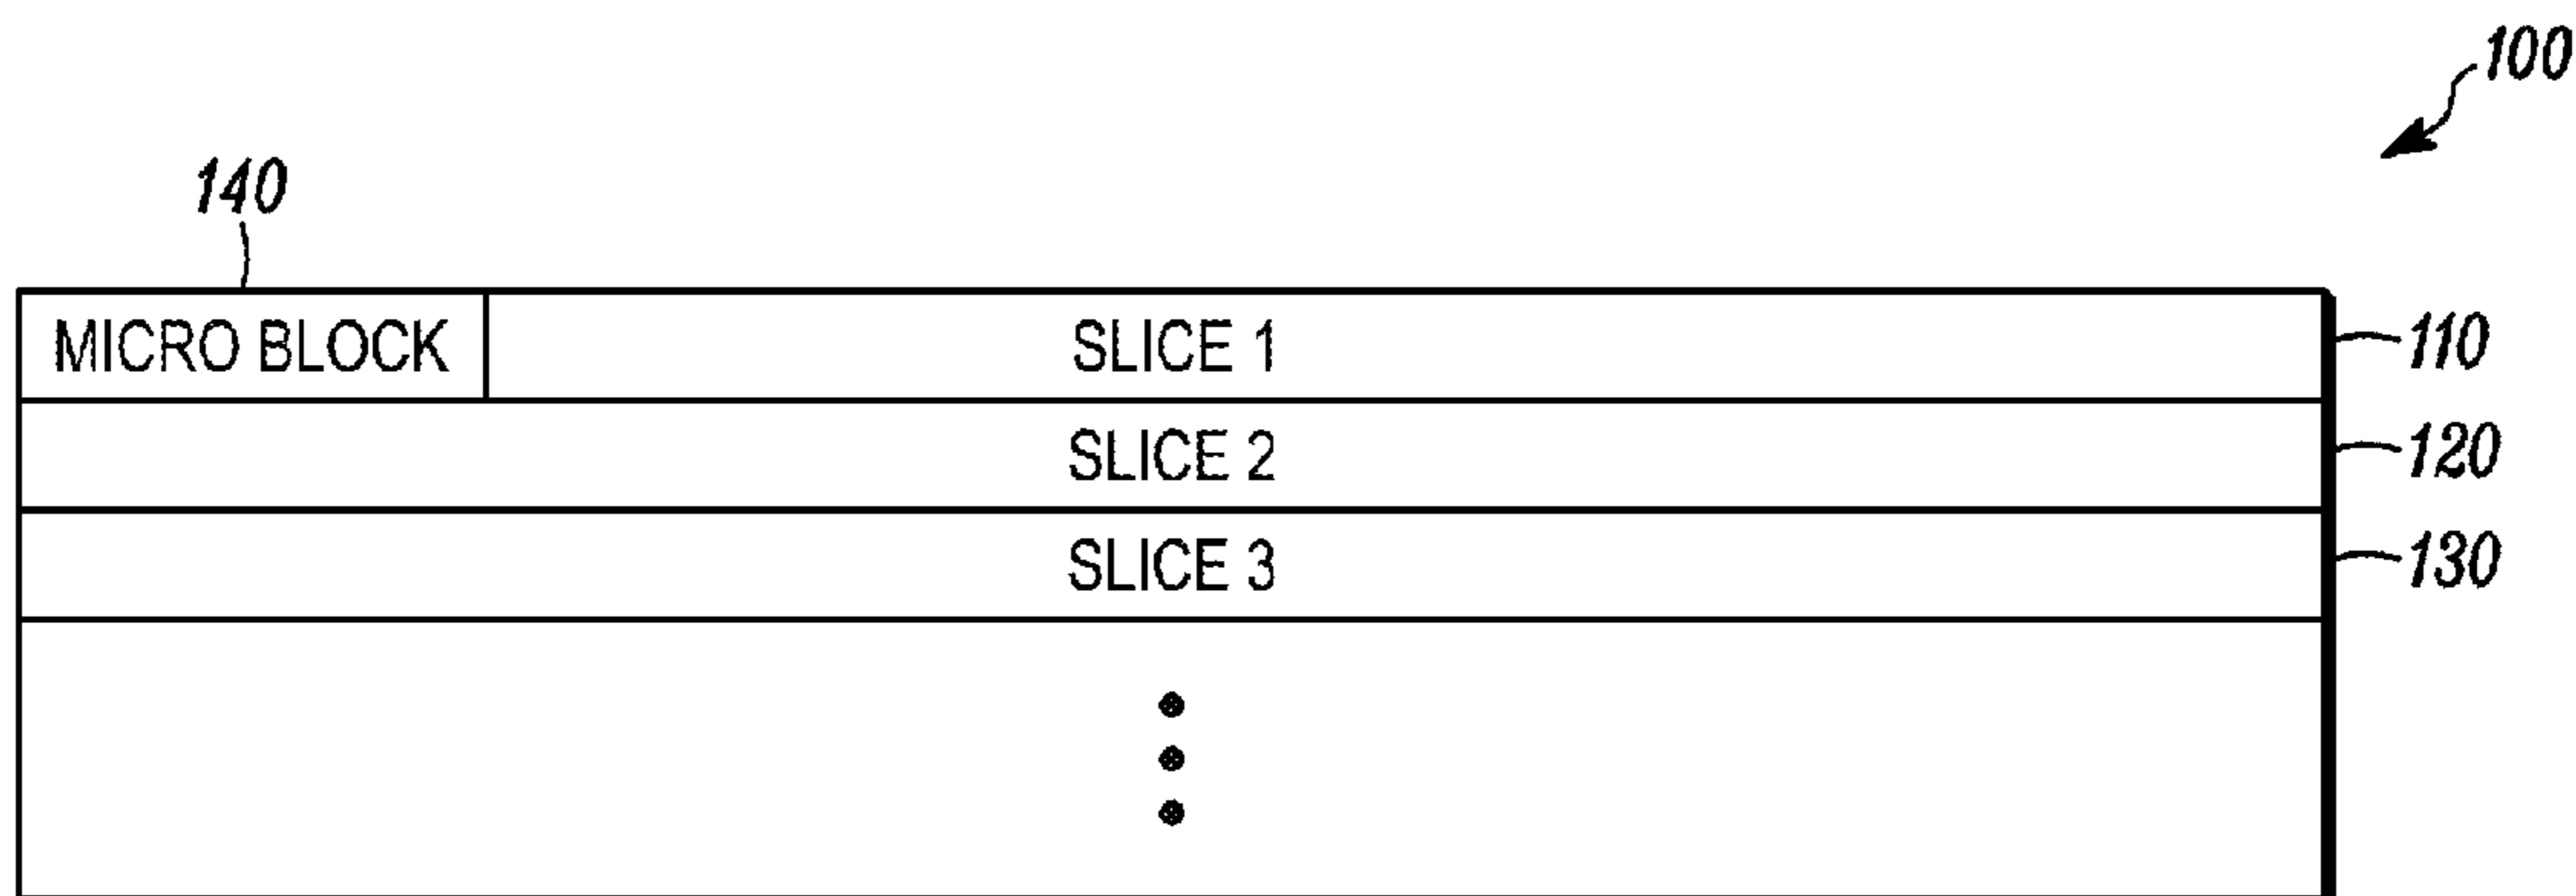 100
140
MICRO BLOCK SLICE 1 110
SLICE 2 120
SLICE 3 130